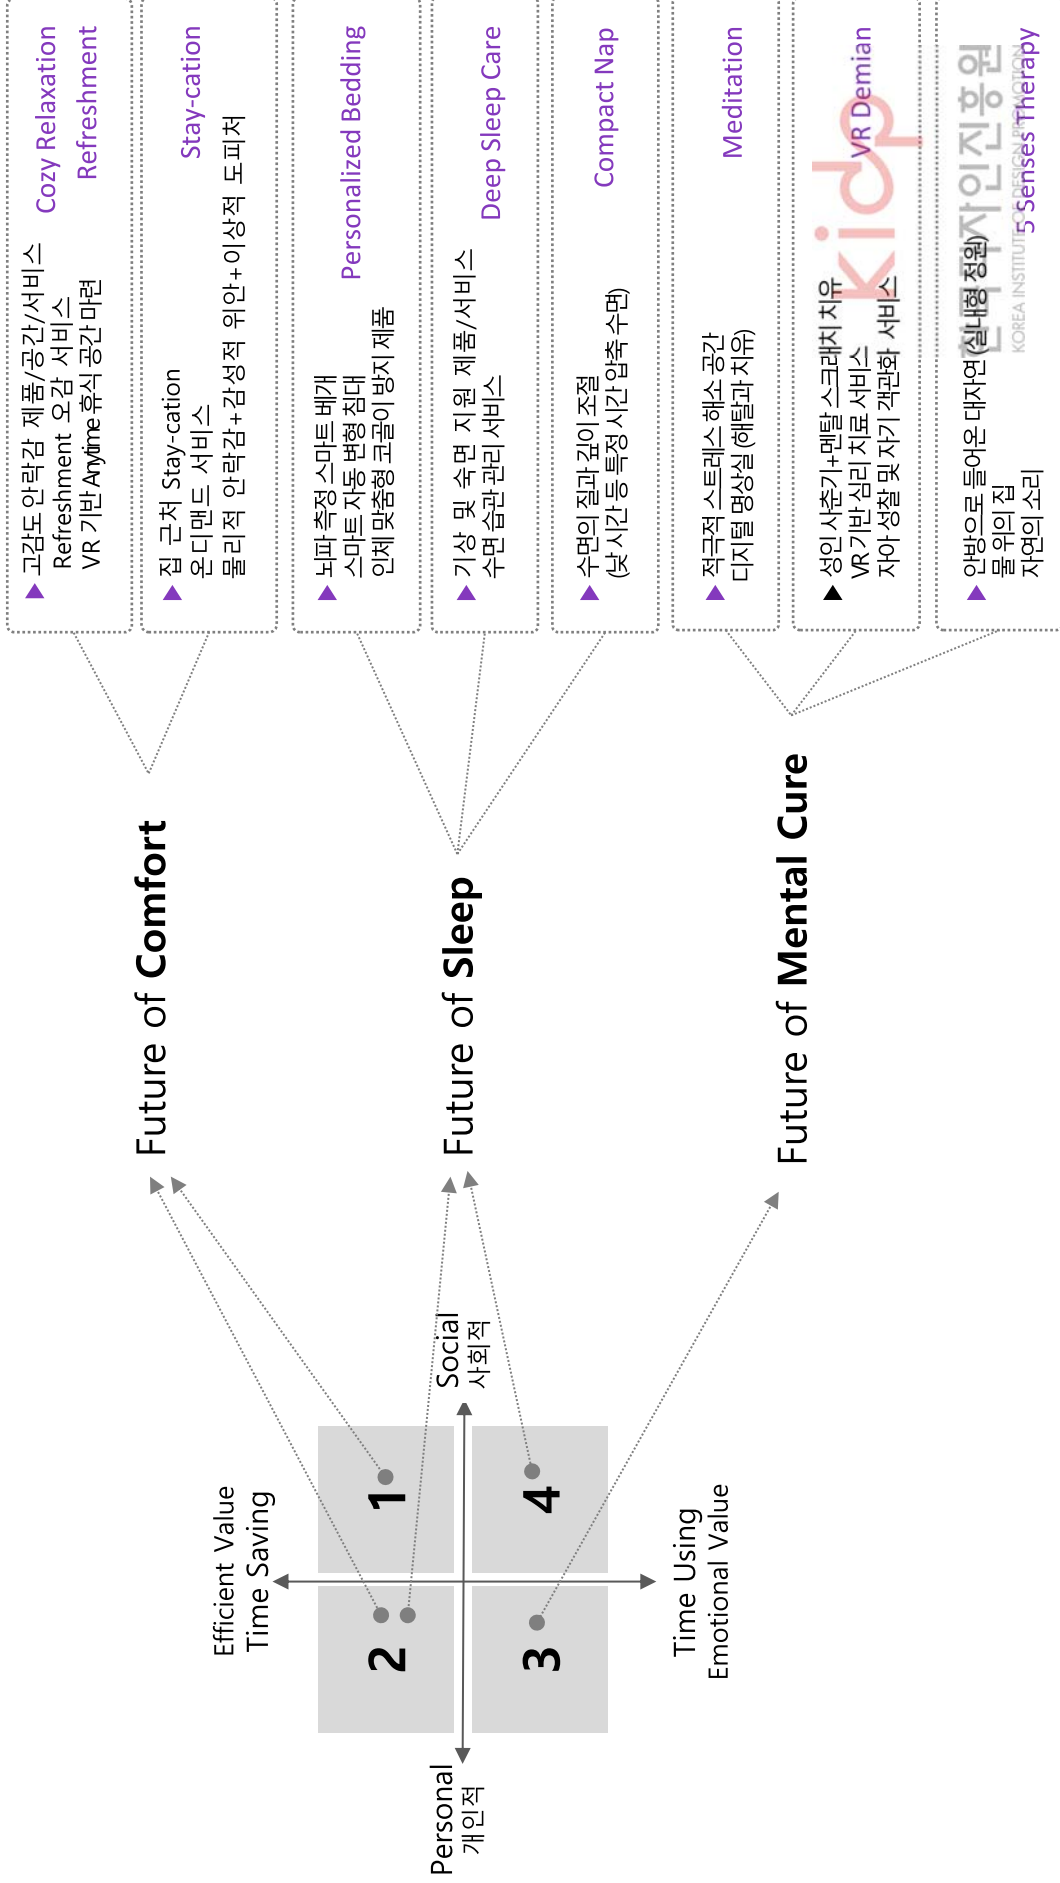 Efficient Value
Time Saving
Personal
개인적
2
1
3
4
Social
사회적
Time Using
Emotional Value
Future of Comfort
Future of Sleep
Future of Mental Cure
▶ 고감도 안락감 제품/공간/서비스
Refreshment 오감 서비스
VR 기반 Anytime 휴식 공간 마련
Cozy Relaxation
Refreshment
▶ 집 근처 Stay-cation
온디맨드 서비스
물리적 안락감+감성적 위안+이상적 도피처
Stay-cation
▶ 뇌파 측정 스마트 베개
스마트 자동 변형 침대
인체 맞춤형 코골이 방지 제품
Personalized Bedding
▶ 기상 및 숙면 지원 제품/서비스
수면 습관 관리 서비스
Deep Sleep Care
▶ 수면의 질과 깊이 조절
(낮 시간 등 특정 시간 압축 수면)
Compact Nap
▶ 적극적 스트레스 해소 공간
디지털 명상실 (해탈과 치유)
Meditation
▶ 성인 사춘기+멘탈 스크래치 치유
VR 기반 심리 치료 서비스
자아 성찰 및 자기 객관화 서비스
VR Demian
▶ 안방으로 들어온 대자연 (실내형 정원)
물 위의 집
자연의 소리
5 Senses Therapy
kidp
한국디자인진흥원
KOREA INSTITUTE OF DESIGN PROMOTION